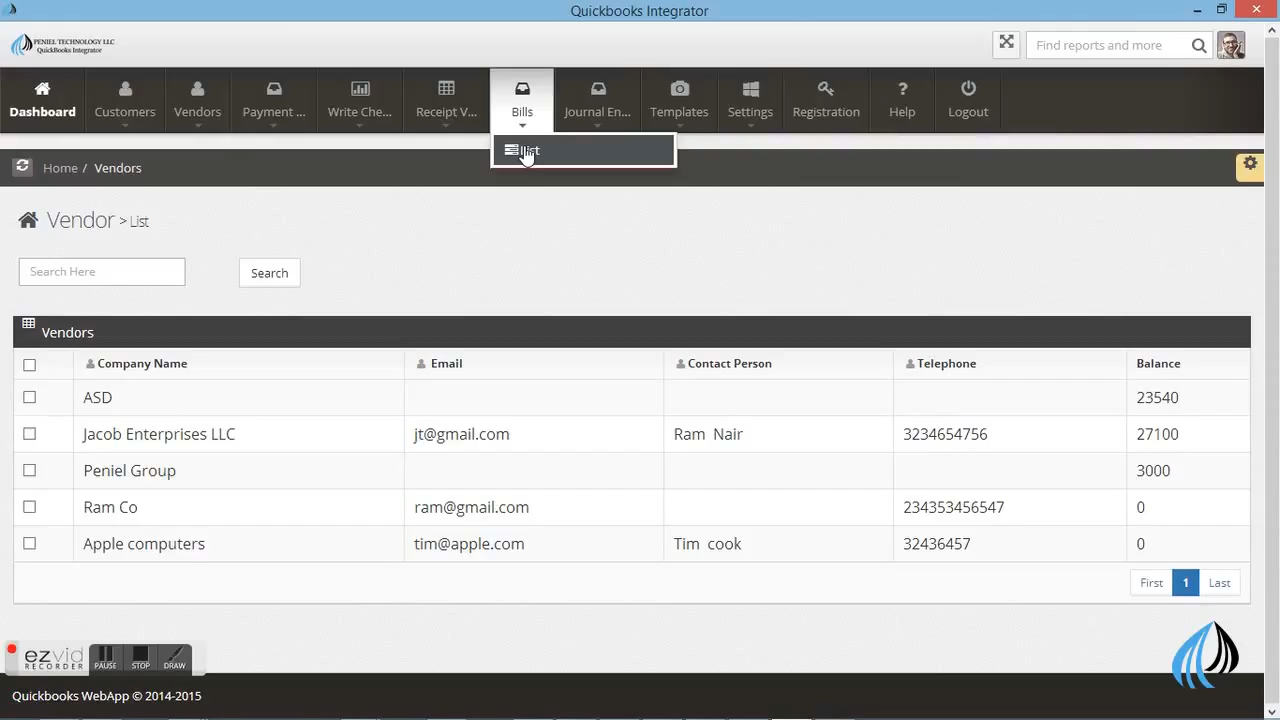 Quickbooks Integrator
PENIEL TECHNOLOGY LLC
QuickBooks Integrator
Find reports and more
Dashboard
Customers
Vendors
Payment ...
Write Che...
Receipt V...
Bills
Journal En...
Templates
Settings
Registration
Help
Logout
List
Home / Vendors
Vendor > List
Search Here
Search
Vendors
Company Name Email Contact Person Telephone Balance
ASD 23540
Jacob Enterprises LLC jt@gmail.com Ram Nair 3234654756 27100
Peniel Group 3000
Ram Co ram@gmail.com 234353456547 0
Apple computers tim@apple.com Tim cook 32436457 0
First 1 Last
ezvid
RECORDER
PAUSE STOP DRAW
Quickbooks WebApp © 2014-2015